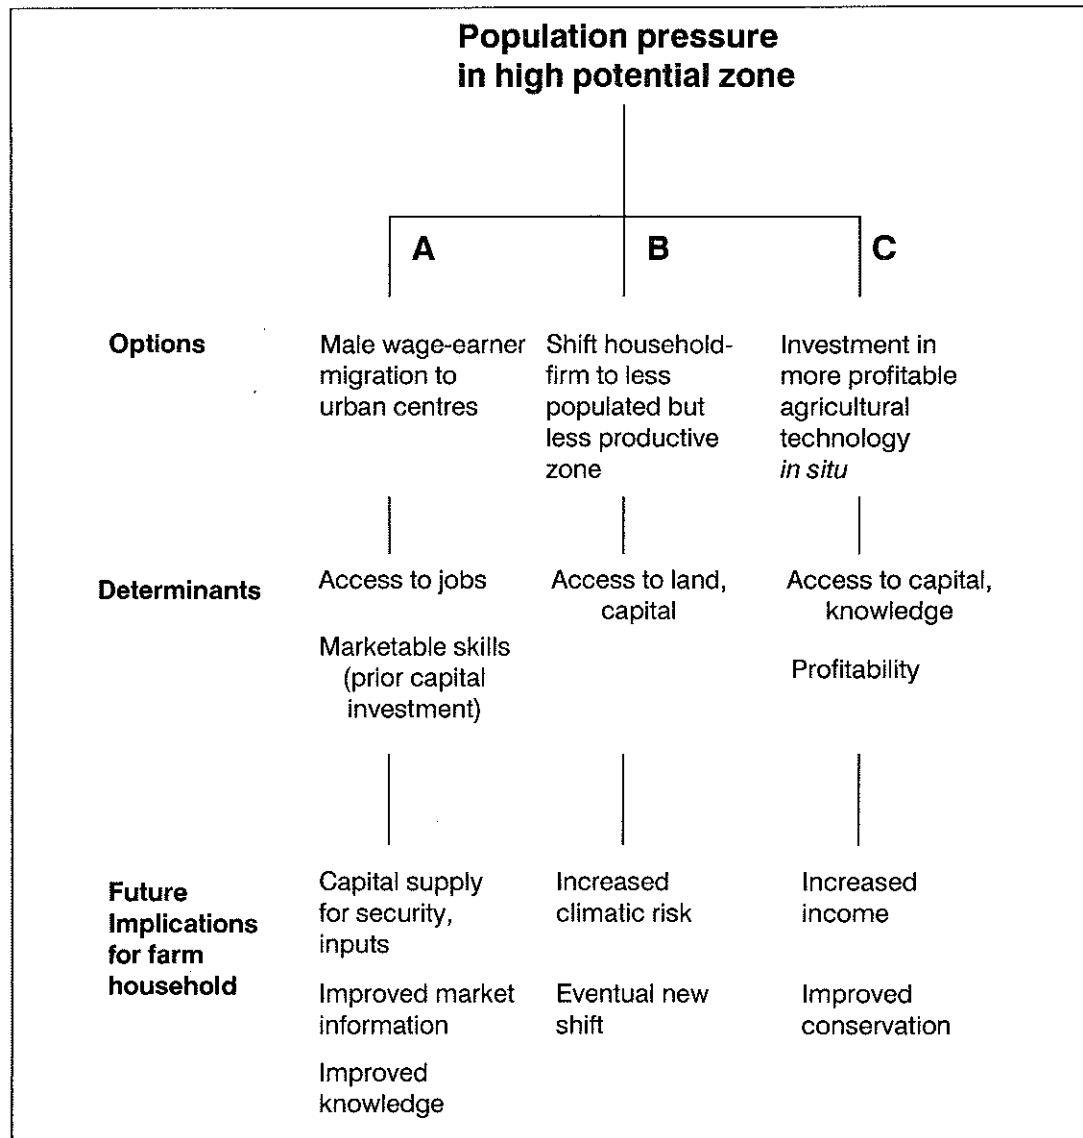 Population pressure
in high potential zone
A
B
C
Options
Male wage-earner
migration to
urban centres
Shift household-
firm to less
populated but
less productive
zone
Investment in
more profitable
agricultural
technology
in situ
Determinants
Access to jobs
Marketable skills
(prior capital
investment)
Access to land,
capital
Access to capital,
knowledge
Profitability
Future
Implications
for farm
household
Capital supply
for security,
inputs
Improved market
information
Improved
knowledge
Increased
climatic risk
Eventual new
shift
Increased
income
Improved
conservation